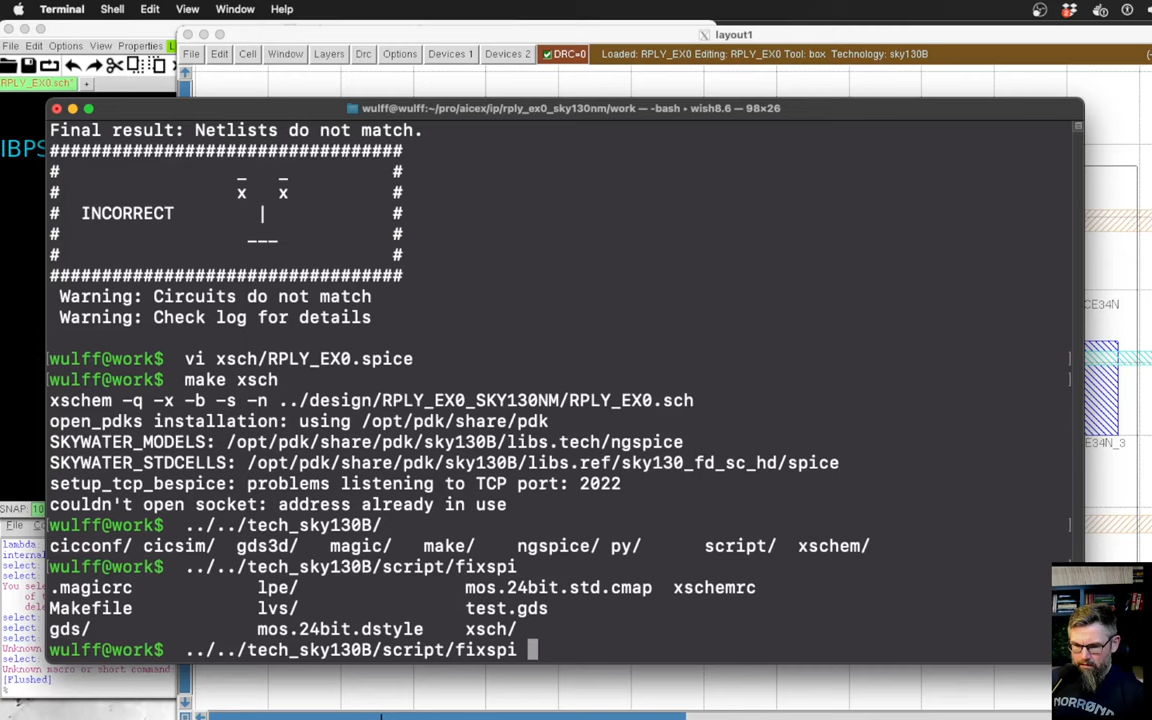 Terminal Shell Edit View Window Help
layout1
File Edit Options View Properties
File Edit Cell Window Layers Drc Options Devices 1 Devices 2 DRC=0 Loaded: RPLY_EX0 Editing: RPLY_EX0 Tool: box Technology: sky130B
RPLY_EX0.sch*
wulff@wulff:~/pro/aicex/ip/rply_ex0_sky130nm/work — -bash • wish8.6 — 98×26
IBPS
Final result: Netlists do not match.
##################################
# _ _ #
# x x #
# INCORRECT | #
# ___ #
# #
##################################
Warning: Circuits do not match
Warning: Check log for details
wulff@work$ vi xsch/RPLY_EX0.spice
wulff@work$ make xsch
xschem -q -x -b -s -n ../design/RPLY_EX0_SKY130NM/RPLY_EX0.sch
open_pdks installation: using /opt/pdk/share/pdk
SKYWATER_MODELS: /opt/pdk/share/pdk/sky130B/libs.tech/ngspice
SKYWATER_STDCELLS: /opt/pdk/share/pdk/sky130B/libs.ref/sky130_fd_sc_hd/spice
setup_tcp_bespice: problems listening to TCP port: 2022
couldn't open socket: address already in use
wulff@work$ ../../tech_sky130B/
cicconf/ cicsim/ gds3d/ magic/ make/ ngspice/ py/ script/ xschem/
wulff@work$ ../../tech_sky130B/script/fixspi
.magicrc lpe/ mos.24bit.std.cmap xschemrc
Makefile lvs/ test.gds
gds/ mos.24bit.dstyle xsch/
wulff@work$ ../../tech_sky130B/script/fixspi
CE34N
CE34N_3
SNAP: 10
File
lambda:
internal
select:
select:
You sele
of t
dele
select:
select:
select:
Unknown
select:
Unknown macro or short command
[Flushed]
%
NORRØNA